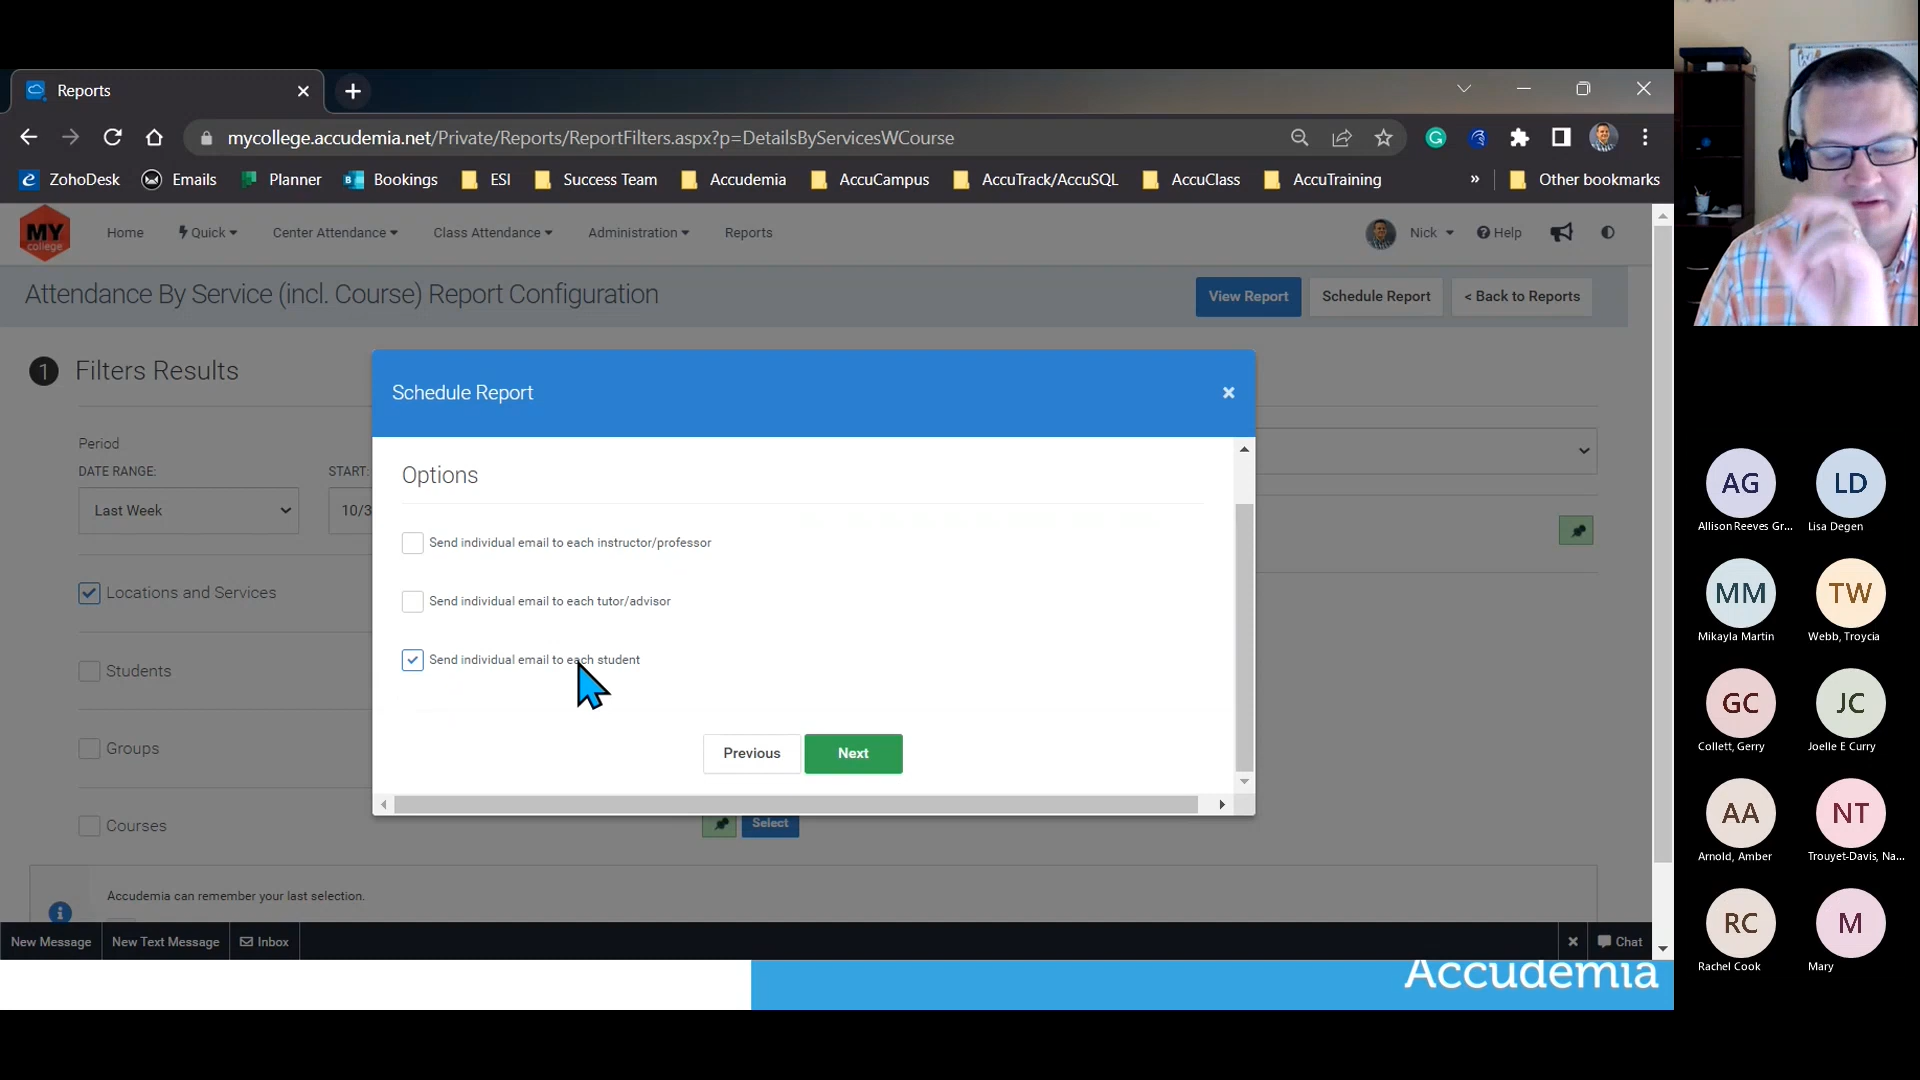 Reports
mycollege.accudemia.net/Private/Reports/ReportFilters.aspx?p=DetailsByServicesWCourse
ZohoDesk Emails Planner Bookings ESI Success Team Accudemia AccuCampus AccuTrack/AccuSQL AccuClass AccuTraining » Other bookmarks
MY college Home Quick Center Attendance Class Attendance Administration Reports Nick Help
Attendance By Service (incl. Course) Report Configuration View Report Schedule Report < Back to Reports
1 Filters Results
Schedule Report
Period
DATE RANGE: START:
Last Week 10/3
Options
Send individual email to each instructor/professor
Locations and Services
Send individual email to each tutor/advisor
Send individual email to each student
Students
Groups
Previous Next
Courses Select
Accudemia can remember your last selection.
New Message New Text Message Inbox Chat
Accudemia
AG LD
Allison Reeves Gr... Lisa Degen
MM TW
Mikayla Martin Webb, Troycia
GC JC
Collett, Gerry Joelle E Curry
AA NT
Arnold, Amber Trouyet-Davis, Na...
RC M
Rachel Cook Mary